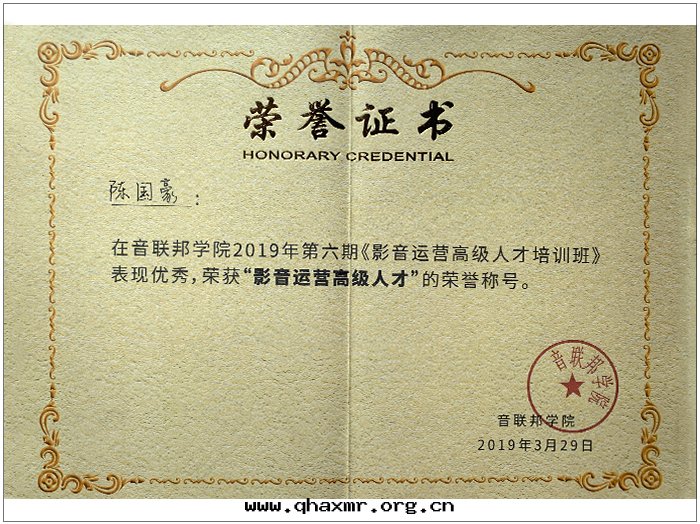 荣誉证书
HONORARY CREDENTIAL
陈国豪：
在音联邦学院2019年第六期《影音运营高级人才培训班》
表现优秀，荣获“影音运营高级人才”的荣誉称号。
音联邦学院
音联邦学院
2019年3月29日
www.qhaxmr.org.cn